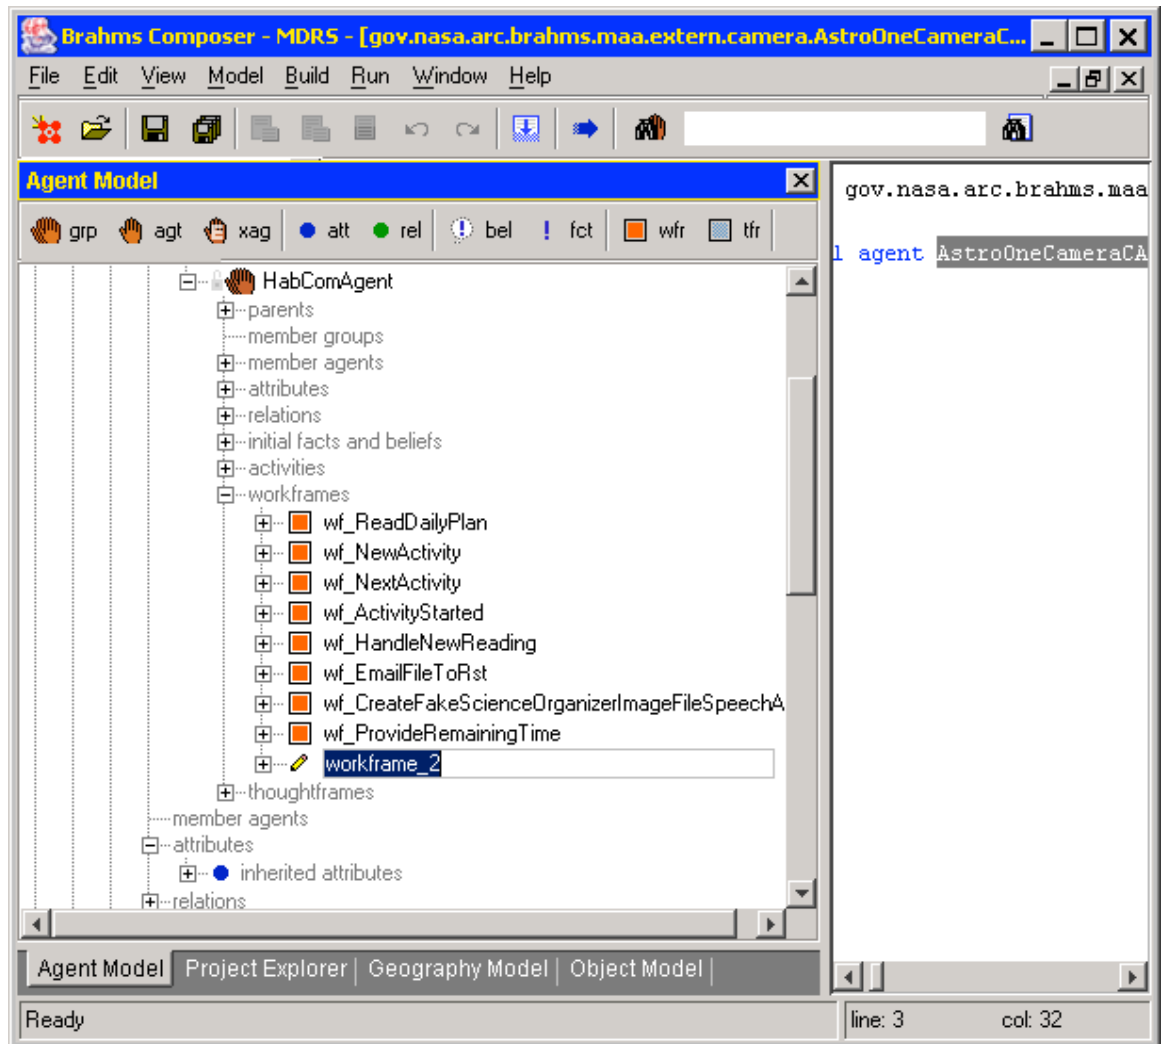 Brahms Composer - MDRS - [gov.nasa.arc.brahms.maa.extern.camera.AstroOneCameraC...
File Edit View Model Build Run Window Help
Agent Model
grp agt xag att rel bel fct wfr tfr
HabComAgent
parents
member groups
member agents
attributes
relations
initial facts and beliefs
activities
workframes
wf_ReadDailyPlan
wf_NewActivity
wf_NextActivity
wf_ActivityStarted
wf_HandleNewReading
wf_EmailFileToRst
wf_CreateFakeScienceOrganizerImageFileSpeechA
wf_ProvideRemainingTime
workframe_2
thoughtframes
member agents
attributes
inherited attributes
relations
Agent Model Project Explorer Geography Model Object Model
gov.nasa.arc.brahms.maa
l agent AstroOneCameraCA
Ready
line: 3 col: 32